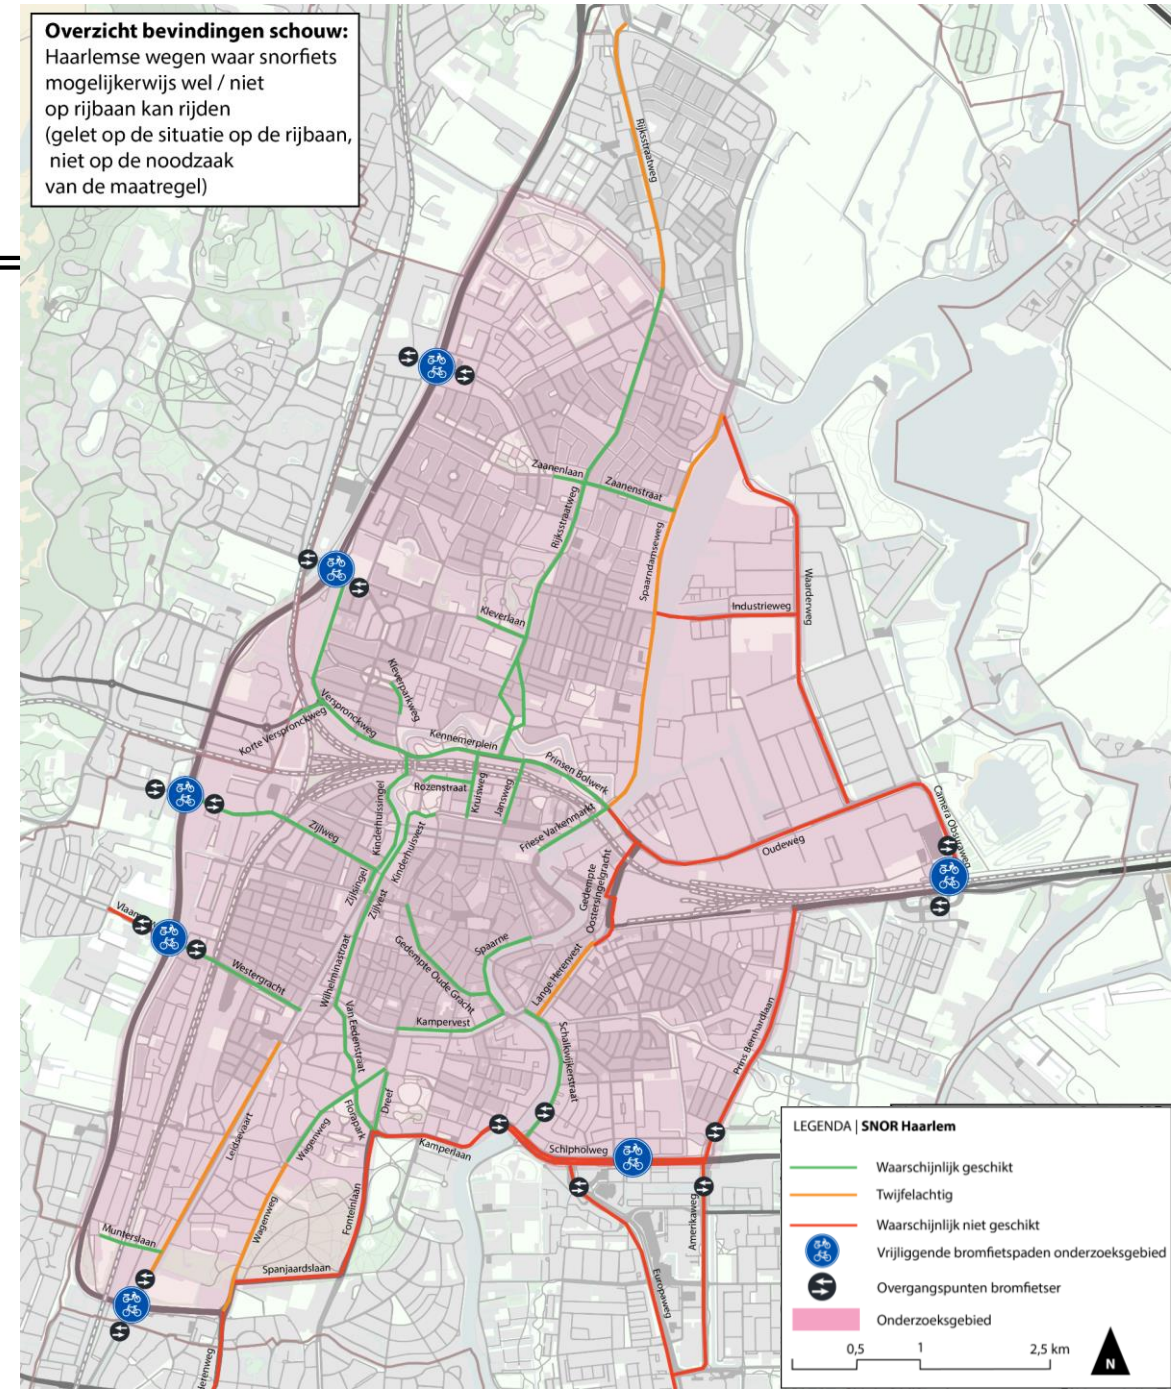 Overzicht bevindingen schouw:
Haarlemse wegen waar snorfiets
mogelijkerwijs wel / niet
op rijbaan kan rijden
(gelet op de situatie op de rijbaan,
niet op de noodzaak
van de maatregel)
Rijksstraatweg
Zaanenlaan
Zaanenstraat
Rijksstraatweg
Spaarndamseweg
Waarderweg
Industrieweg
Kleverlaan
Kleverparkweg
Verspronckweg
Korte Verspronckweg
Kennemerplein
Prinsen Bolwerk
Rozenstraat
Kruisweg
Jansweg
Kinderhuissingel
Kinderhuisvest
Friese Varkenmarkt
Zijlweg
Oudeweg
Camera Obscuraweg
Zijlsingel
Zijlvest
Gedempte
Oostersingelgracht
Westergracht
Wilhelminastraat
Gedempte Oude Gracht
Spaarne
Lange Herenvest
Kampervest
Van Eedenstraat
Schalkwijkerstraat
Prins Bernhardlaan
Leidsevaart
Wagenweg
Florapark
Dreef
Kamperlaan
Schipholweg
Wagenweg
Fonteinlaan
Munterslaan
Spanjaardslaan
Europaweg
Amerikaweg
LEGENDA | SNOR Haarlem
Waarschijnlijk geschikt
Twijfelachtig
Waarschijnlijk niet geschikt
Vrijliggende bromfietspaden onderzoeksgebied
Overgangspunten bromfietser
Onderzoeksgebied
0,5 1 2,5 km
N